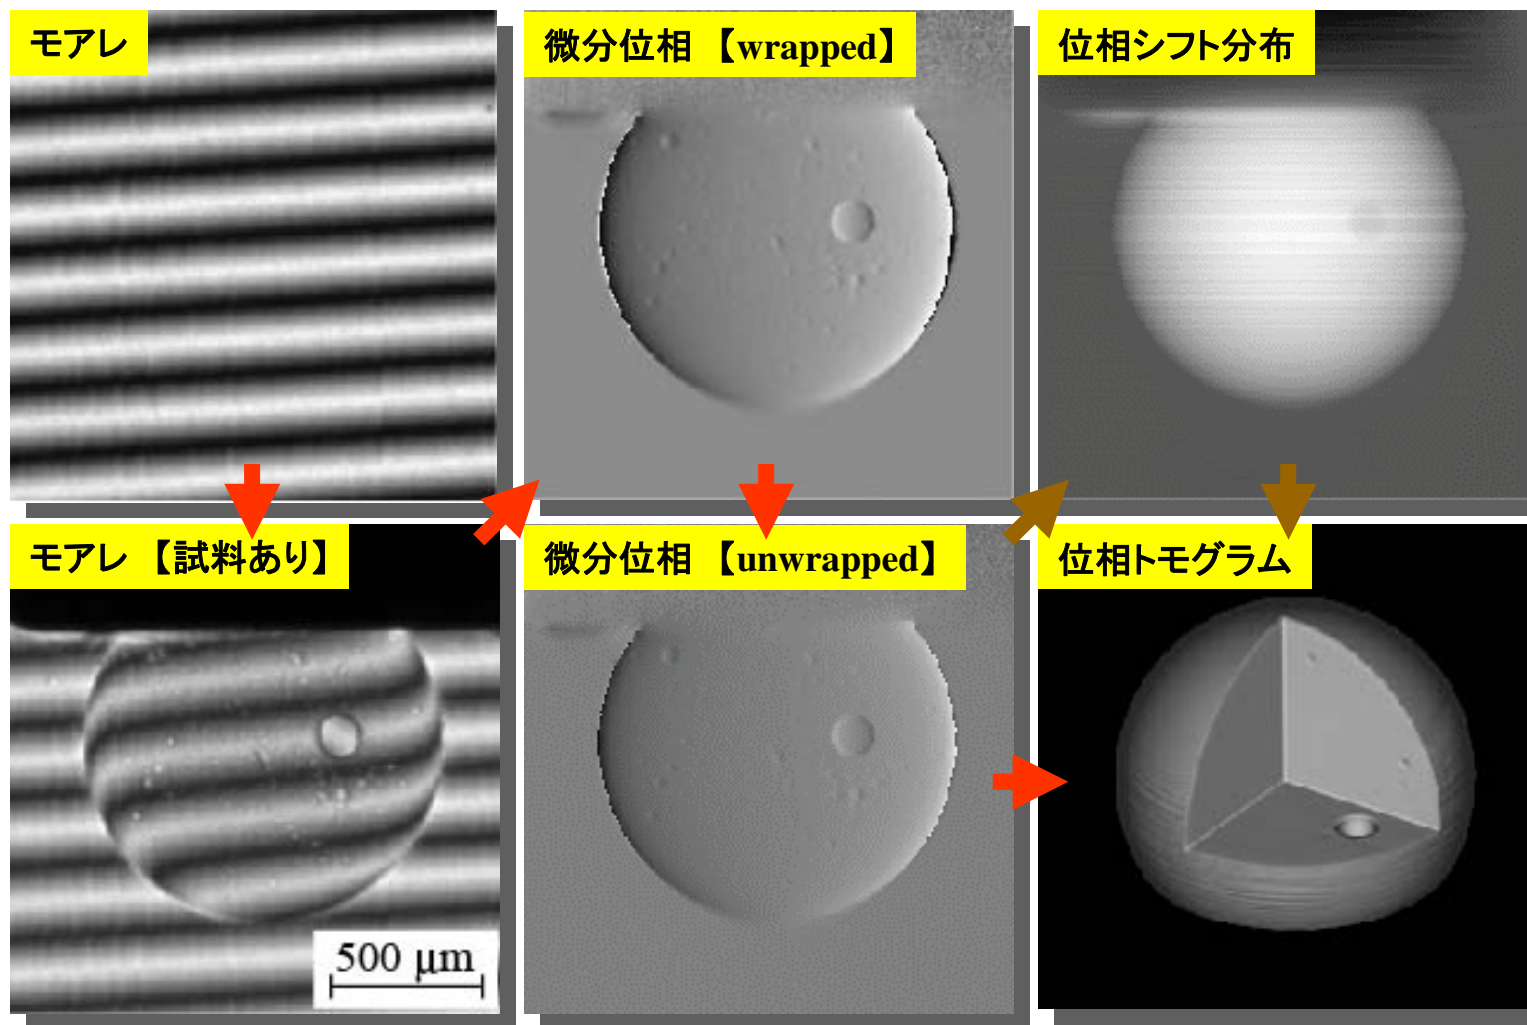 モアレ
微分位相 【wrapped】
位相シフト分布
モアレ 【試料あり】
微分位相 【unwrapped】
位相トモグラム
500 μm